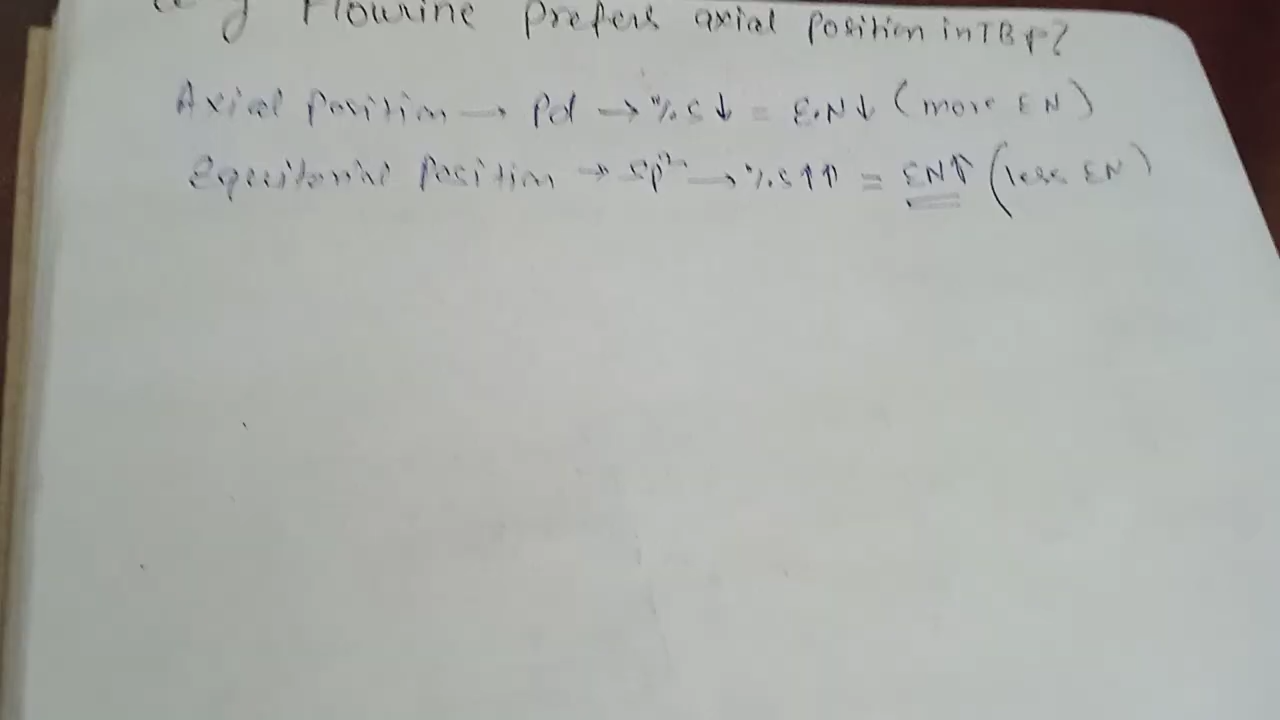 y Flourine Prefers axial position in TBP?
Axial Position → Pd → %.S↓ = E.N↓ (more EN)
Equitorial Position → sp² → %.S↑↑ = EN↑ (less EN)